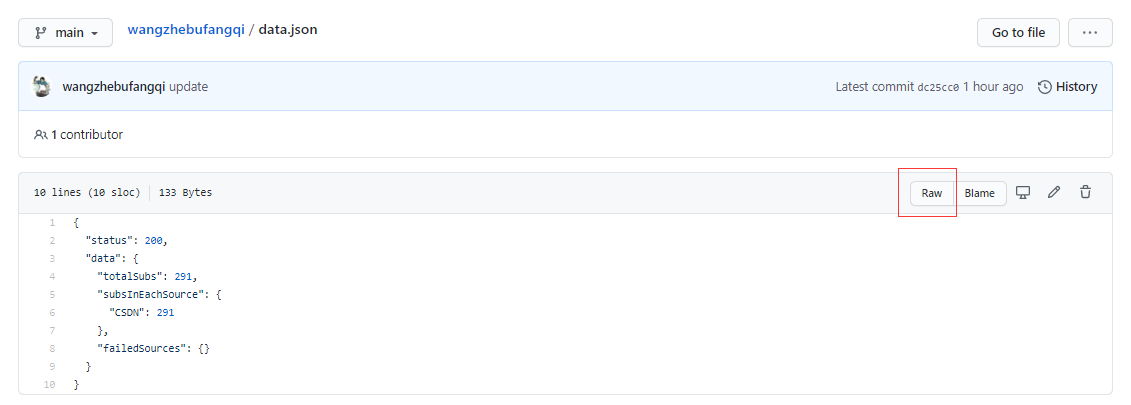 main wangzhebufangqi / data.json Go to file ...
wangzhebufangqi update Latest commit dc25cc0 1 hour ago History
1 contributor
10 lines (10 sloc) 133 Bytes Raw Blame
1 {
2 "status": 200,
3 "data": {
4 "totalSubs": 291,
5 "subsInEachSource": {
6 "CSDN": 291
7 },
8 "failedSources": {}
9 }
10 }